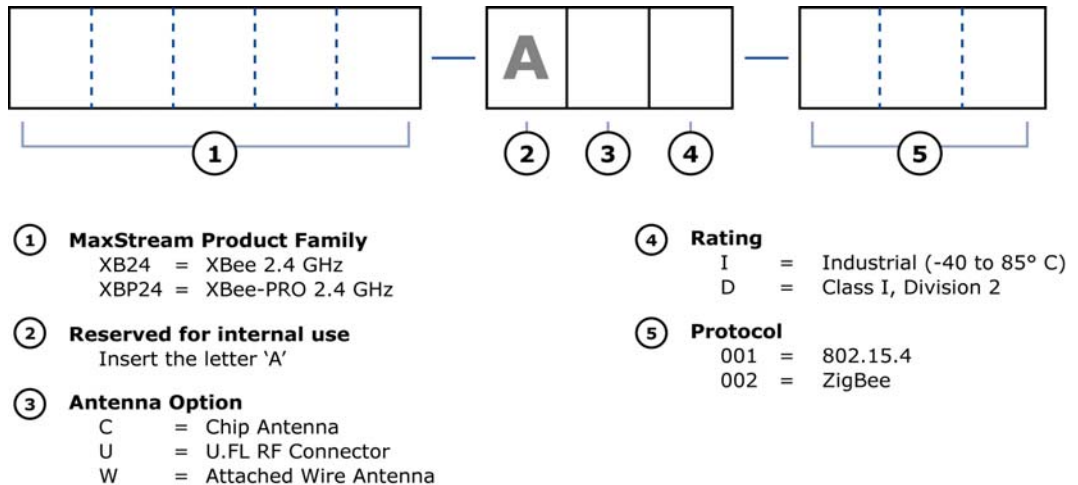 A
1
2
3
4
5
1 MaxStream Product Family
XB24 = XBee 2.4 GHz
XBP24 = XBee-PRO 2.4 GHz
2 Reserved for internal use
Insert the letter ‘A’
3 Antenna Option
C = Chip Antenna
U = U.FL RF Connector
W = Attached Wire Antenna
4 Rating
I = Industrial (-40 to 85° C)
D = Class I, Division 2
5 Protocol
001 = 802.15.4
002 = ZigBee